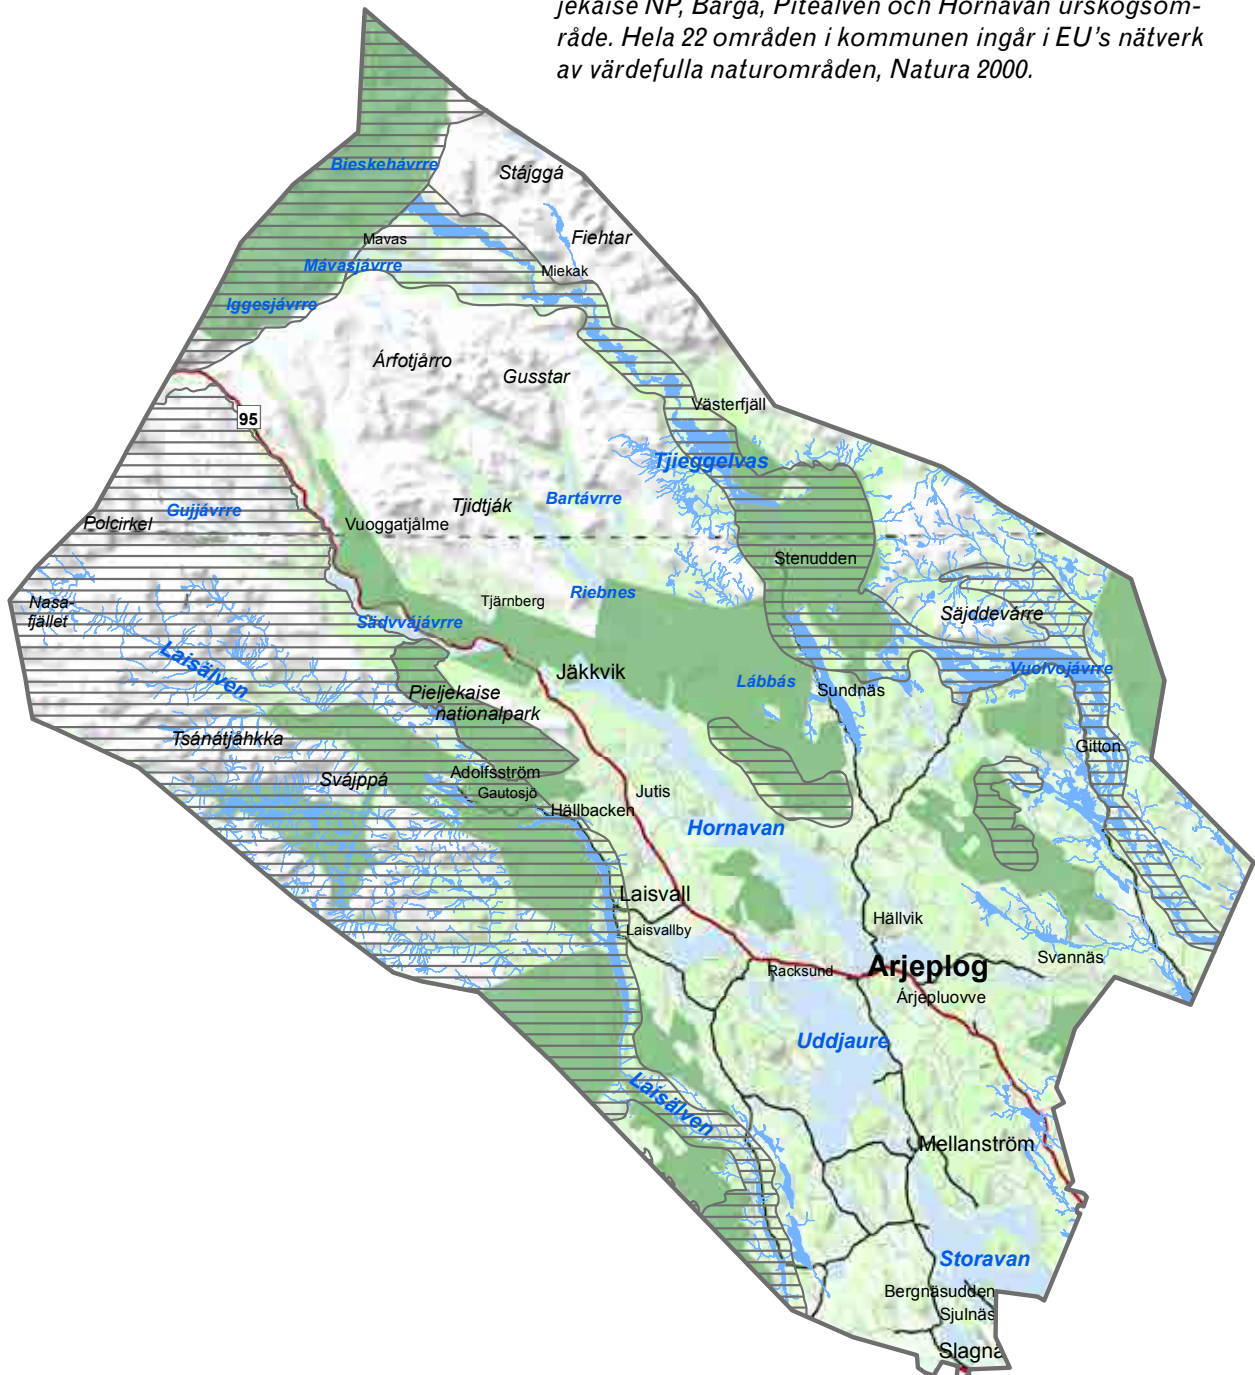 jekaise NP, Barga, Piteälven och Hornavan urskogsom-
råde. Hela 22 områden i kommunen ingår i EU's nätverk
av värdefulla naturområden, Natura 2000.
Bieskehávrre
Stájggá
Mavas
Fiehtar
Mávasjávrre
Miekak
Iggesjávrre
Árfotjårro
Gusstar
Västerfjäll
95
Tjieggelvas
Tjidtják
Bartávrre
Gujjávrre
Polcirkel
Vuoggatjålme
Stenudden
Riebnes
Nasa-
fjället
Tjärnberg
Sädvvájávrre
Säjddevárre
Laisälven
Jäkkvik
Lábbás
Sundnäs
Vuolvojávrre
Pieljekaise
nationalpark
Tsánátjåhkka
Gitton
Svájppá
Adolfsström
Gautosjö
Jutis
Hällbacken
Hornavan
Laisvall
Hällvik
Laisvallby
Svannäs
Racksund
Arjeplog
Árjepluovve
Uddjaure
Laisälven
Mellanström
Storavan
Bergnäsudden
Sjulnäs
Slagnä